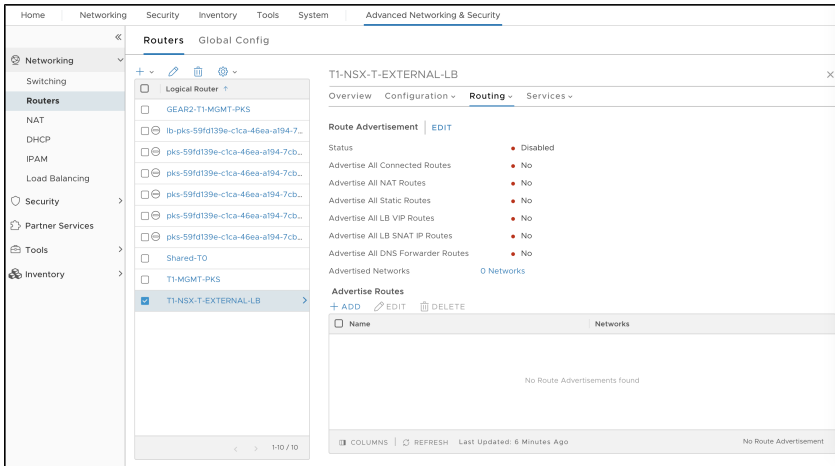 Home Networking Security Inventory Tools System Advanced Networking & Security
Routers Global Config
Networking
Switching
Routers
NAT
DHCP
IPAM
Load Balancing
Security
Partner Services
Tools
Inventory
Logical Router
GEAR2-T1-MGMT-PKS
lb-pks-59fd139e-c1ca-46ea-a194-7...
pks-59fd139e-c1ca-46ea-a194-7cb...
pks-59fd139e-c1ca-46ea-a194-7cb...
pks-59fd139e-c1ca-46ea-a194-7cb...
pks-59fd139e-c1ca-46ea-a194-7cb...
pks-59fd139e-c1ca-46ea-a194-7cb...
Shared-T0
T1-MGMT-PKS
T1-NSX-T-EXTERNAL-LB
1-10 / 10
T1-NSX-T-EXTERNAL-LB
Overview Configuration Routing Services
Route Advertisement EDIT
Status Disabled
Advertise All Connected Routes No
Advertise All NAT Routes No
Advertise All Static Routes No
Advertise All LB VIP Routes No
Advertise All LB SNAT IP Routes No
Advertise All DNS Forwarder Routes No
Advertised Networks 0 Networks
Advertise Routes
+ ADD EDIT DELETE
Name Networks
No Route Advertisements found
COLUMNS REFRESH Last Updated: 6 Minutes Ago No Route Advertisement